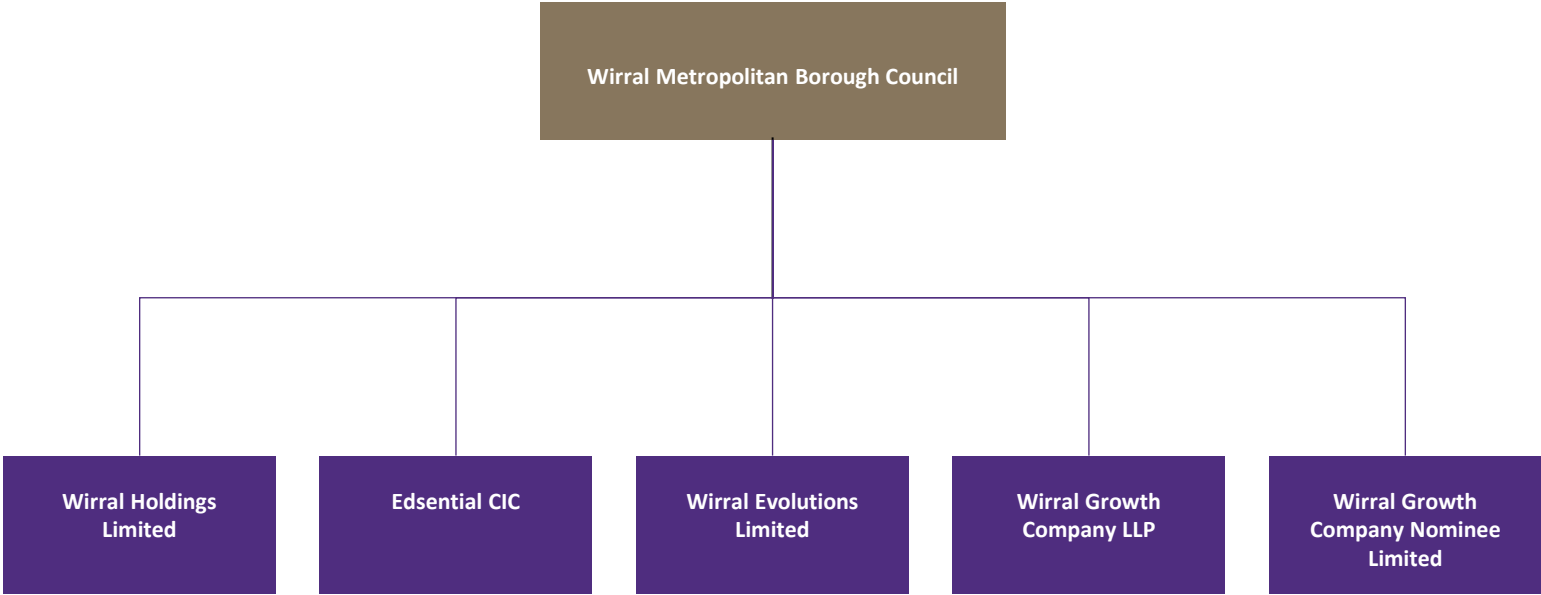 Wirral Metropolitan Borough Council
Wirral Holdings
Limited
Edsential CIC
Wirral Evolutions
Limited
Wirral Growth
Company LLP
Wirral Growth
Company Nominee
Limited